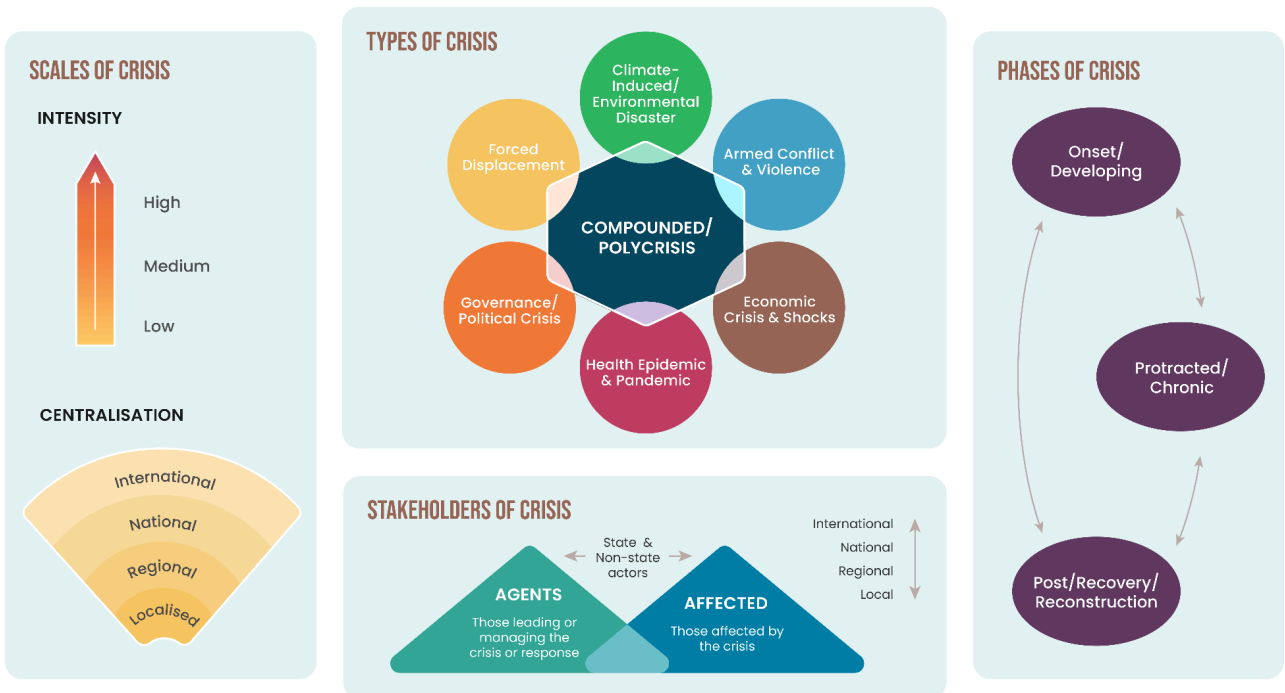 SCALES OF CRISIS
INTENSITY
High
Medium
Low
CENTRALISATION
International
National
Regional
Localised
TYPES OF CRISIS
Climate-
Induced/
Environmental
Disaster
Forced
Displacement
Armed Conflict
& Violence
COMPOUNDED/
POLYCRISIS
Governance/
Political Crisis
Economic
Crisis & Shocks
Health Epidemic
& Pandemic
STAKEHOLDERS OF CRISIS
State &
Non-state
actors
International
National
Regional
Local
AGENTS
Those leading or
managing the
crisis or response
AFFECTED
Those affected by
the crisis
PHASES OF CRISIS
Onset/
Developing
Protracted/
Chronic
Post/Recovery/
Reconstruction